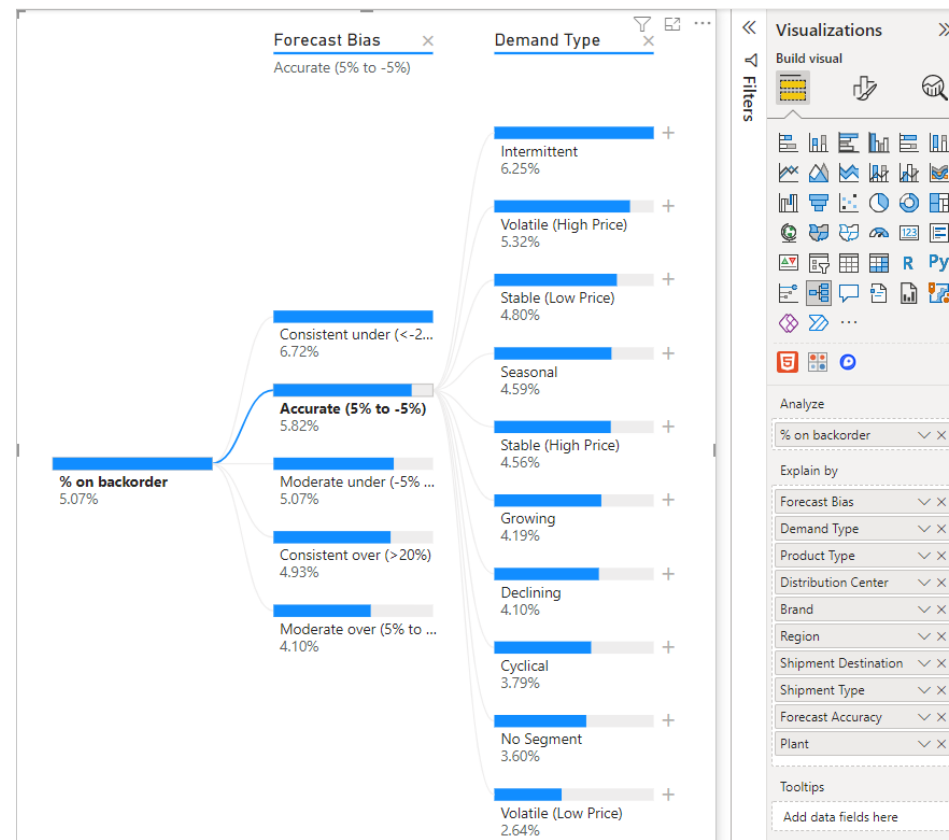 Forecast Bias
Accurate (5% to -5%)
Demand Type
Consistent under (<-2...
6.72%
Accurate (5% to -5%)
5.82%
% on backorder
5.07%
Moderate under (-5% ...
5.07%
Consistent over (>20%)
4.93%
Moderate over (5% to ...
4.10%
Intermittent
6.25%
Volatile (High Price)
5.32%
Stable (Low Price)
4.80%
Seasonal
4.59%
Stable (High Price)
4.56%
Growing
4.19%
Declining
4.10%
Cyclical
3.79%
No Segment
3.60%
Volatile (Low Price)
2.64%
Filters
Visualizations
Build visual
123
R
Py
5
Analyze
% on backorder
Explain by
Forecast Bias
Demand Type
Product Type
Distribution Center
Brand
Region
Shipment Destination
Shipment Type
Forecast Accuracy
Plant
Tooltips
Add data fields here